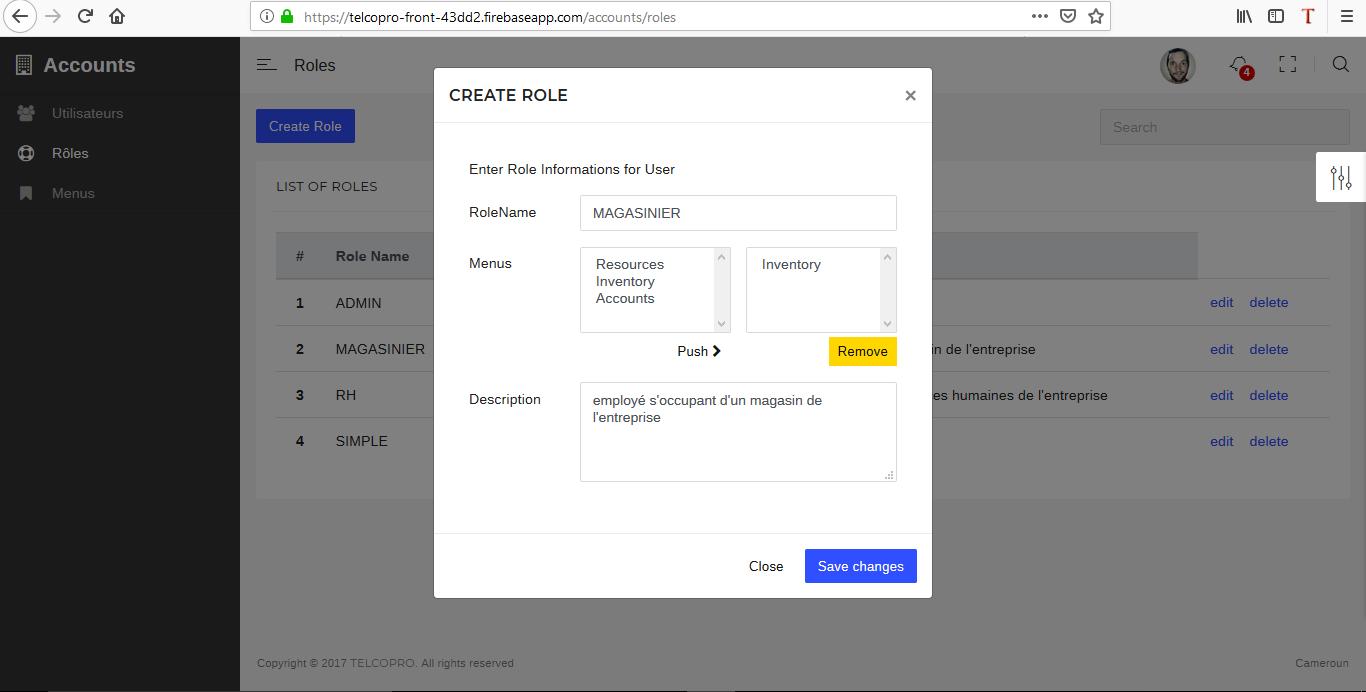 https://telcopro-front-43dd2.firebaseapp.com/accounts/roles
T
Accounts
Roles
4
Utilisateurs
Rôles
Menus
Create Role
Search
LIST OF ROLES
# Role Name
1 ADMIN edit delete
2 MAGASINIER in de l'entreprise edit delete
3 RH es humaines de l'entreprise edit delete
4 SIMPLE edit delete
CREATE ROLE ×
Enter Role Informations for User
RoleName MAGASINIER
Menus
Resources
Inventory
Accounts
Inventory
Push
Remove
Description
employé s'occupant d'un magasin de
l'entreprise
Close
Save changes
Copyright © 2017 TELCOPRO. All rights reserved
Cameroun